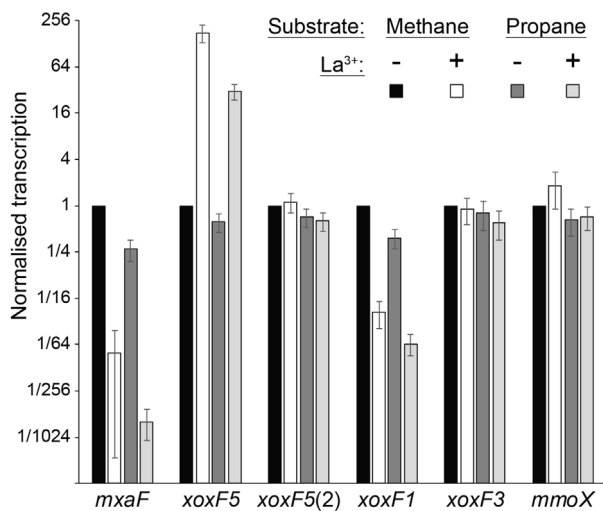 Substrate: Methane Propane
La³⁺: - + - +
Normalised transcription
256
64
16
4
1
1/4
1/16
1/64
1/256
1/1024
mxaF xoxF5 xoxF5(2) xoxF1 xoxF3 mmoX